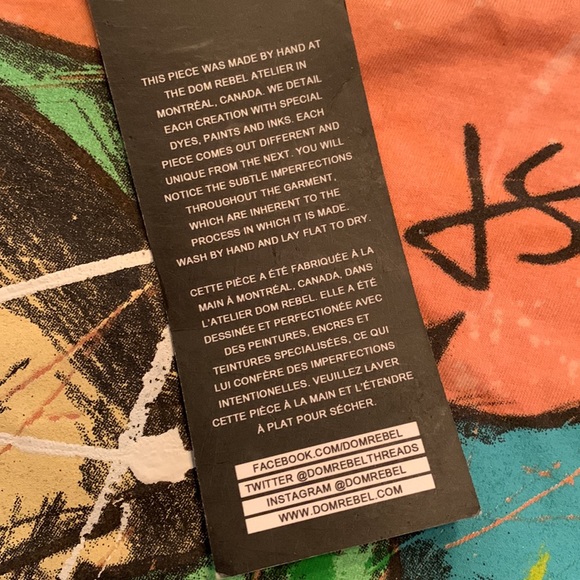 THIS PIECE WAS MADE BY HAND AT
THE DOM REBEL ATELIER IN
MONTRÉAL, CANADA. WE DETAIL
EACH CREATION WITH SPECIAL
DYES, PAINTS AND INKS. EACH
PIECE COMES OUT DIFFERENT AND
UNIQUE FROM THE NEXT. YOU WILL
NOTICE THE SUBTLE IMPERFECTIONS
THROUGHOUT THE GARMENT,
WHICH ARE INHERENT TO THE
PROCESS IN WHICH IT IS MADE.
WASH BY HAND AND LAY FLAT TO DRY.
CETTE PIÈCE A ÉTÉ FABRIQUÉE À LA
MAIN À MONTRÉAL, CANADA. DANS
L'ATELIER DOM REBEL. ELLE A ÉTÉ
DESSINÉE ET PERFECTIONÉE AVEC
DES PEINTURES, ENCRES ET
TEINTURES SPECIALISÉES, CE QUI
LUI CONFÈRE DES IMPERFECTIONS
INTENTIONELLES. VEUILLEZ LAVER
CETTE PIÈCE À LA MAIN ET L'ÉTENDRE
À PLAT POUR SÉCHER.
FACEBOOK.COM/DOMREBEL
TWITTER @DOMREBELTHREADS
INSTAGRAM @DOMREBEL
WWW.DOMREBEL.COM